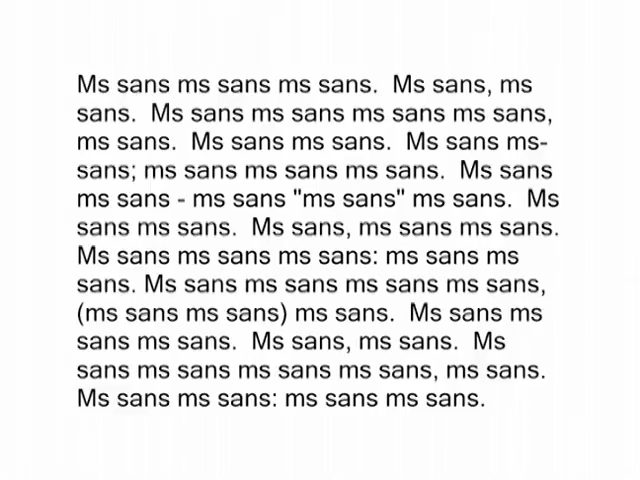 Ms sans ms sans ms sans.  Ms sans, ms
sans.  Ms sans ms sans ms sans ms sans,
ms sans.  Ms sans ms sans.  Ms sans ms-
sans; ms sans ms sans ms sans.  Ms sans
ms sans - ms sans "ms sans" ms sans.  Ms
sans ms sans.  Ms sans, ms sans ms sans.
Ms sans ms sans ms sans: ms sans ms
sans. Ms sans ms sans ms sans ms sans,
(ms sans ms sans) ms sans.  Ms sans ms
sans ms sans.  Ms sans, ms sans.  Ms
sans ms sans ms sans ms sans, ms sans.
Ms sans ms sans: ms sans ms sans.